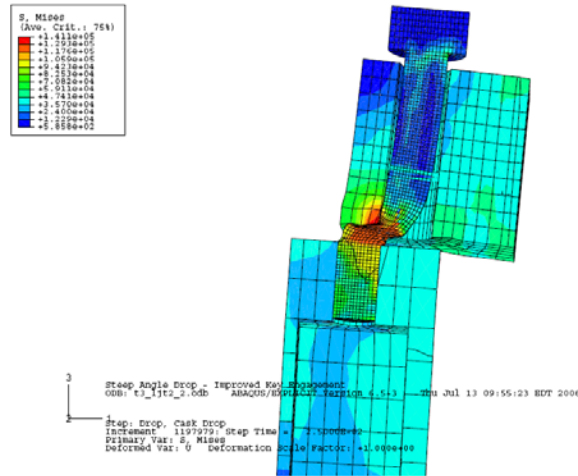 S, Mises
(Ave. Crit.: 75%)
+1.411e+05
+1.293e+05
+1.176e+05
+1.059e+05
+9.423e+04
+8.253e+04
+7.082e+04
+5.911e+04
+4.741e+04
+3.570e+04
+2.400e+04
+1.229e+04
+5.858e+02
3
2 1
Steep Angle Drop - Improved Key Engagement
ODB: t3_1jt2_2.odb ABAQUS/EXPLICIT Version 6.5-3 Thu Jul 13 09:55:23 EDT 2006
Step: Drop, Cask Drop
Increment 1197979: Step Time = 2.5000E-02
Primary Var: S, Mises
Deformed Var: U Deformation Scale Factor: +1.000e+00